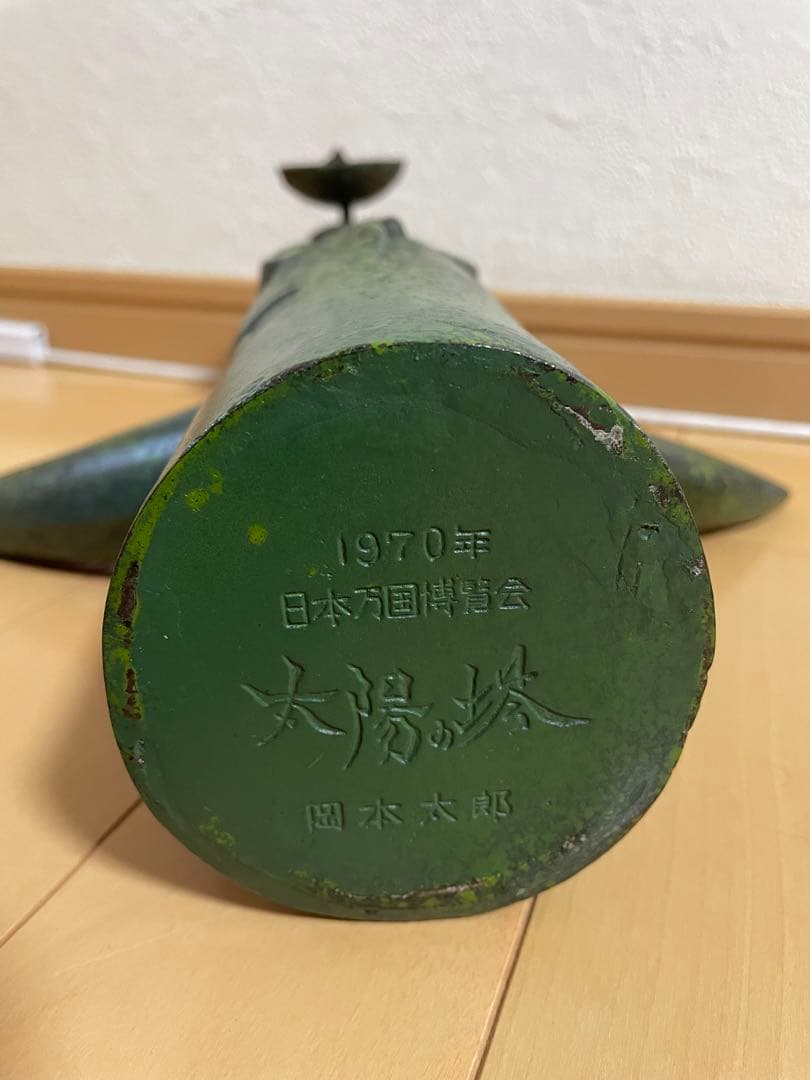 1970年
日本万国博覧会
太陽の塔
岡本太郎